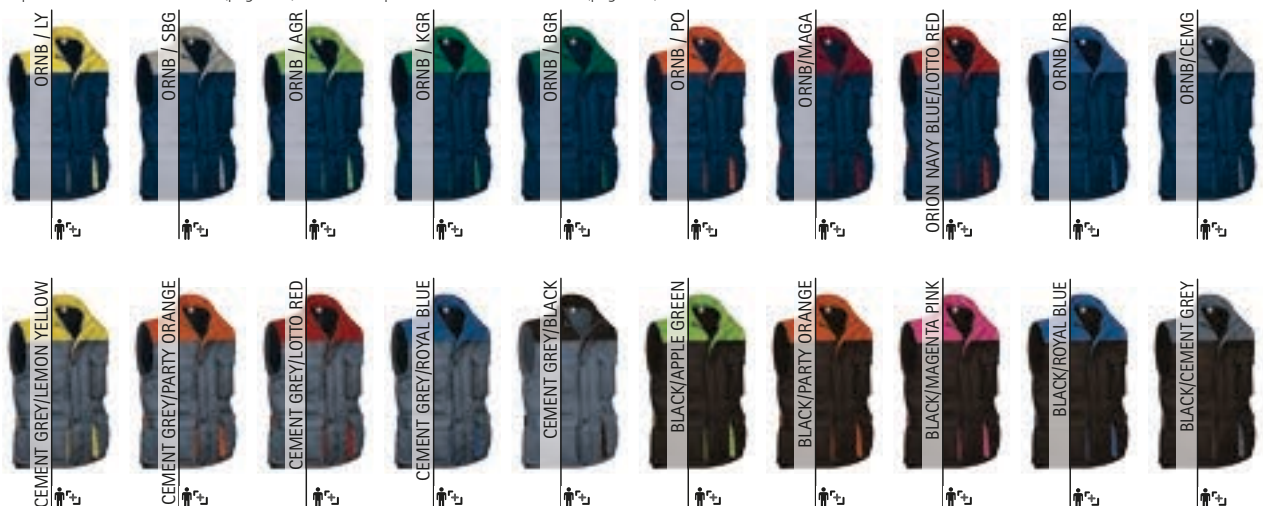 ORNB / LY
ORNB / SBG
ORNB / AGR
ORNB / KGR
ORNB / BGR
ORNB / PO
ORNB/MAGA
ORION NAVY BLUE/LOTTO RED
ORNB / RB
ORNB/CEMG
CEMENT GREY/LEMON YELLOW
CEMENT GREY/PARTY ORANGE
CEMENT GREY/LOTTO RED
CEMENT GREY/ROYAL BLUE
CEMENT GREY/BLACK
BLACK/APPLE GREEN
BLACK/PARTY ORANGE
BLACK/MAGENTA PINK
BLACK/ROYAL BLUE
BLACK/CEMENT GREY